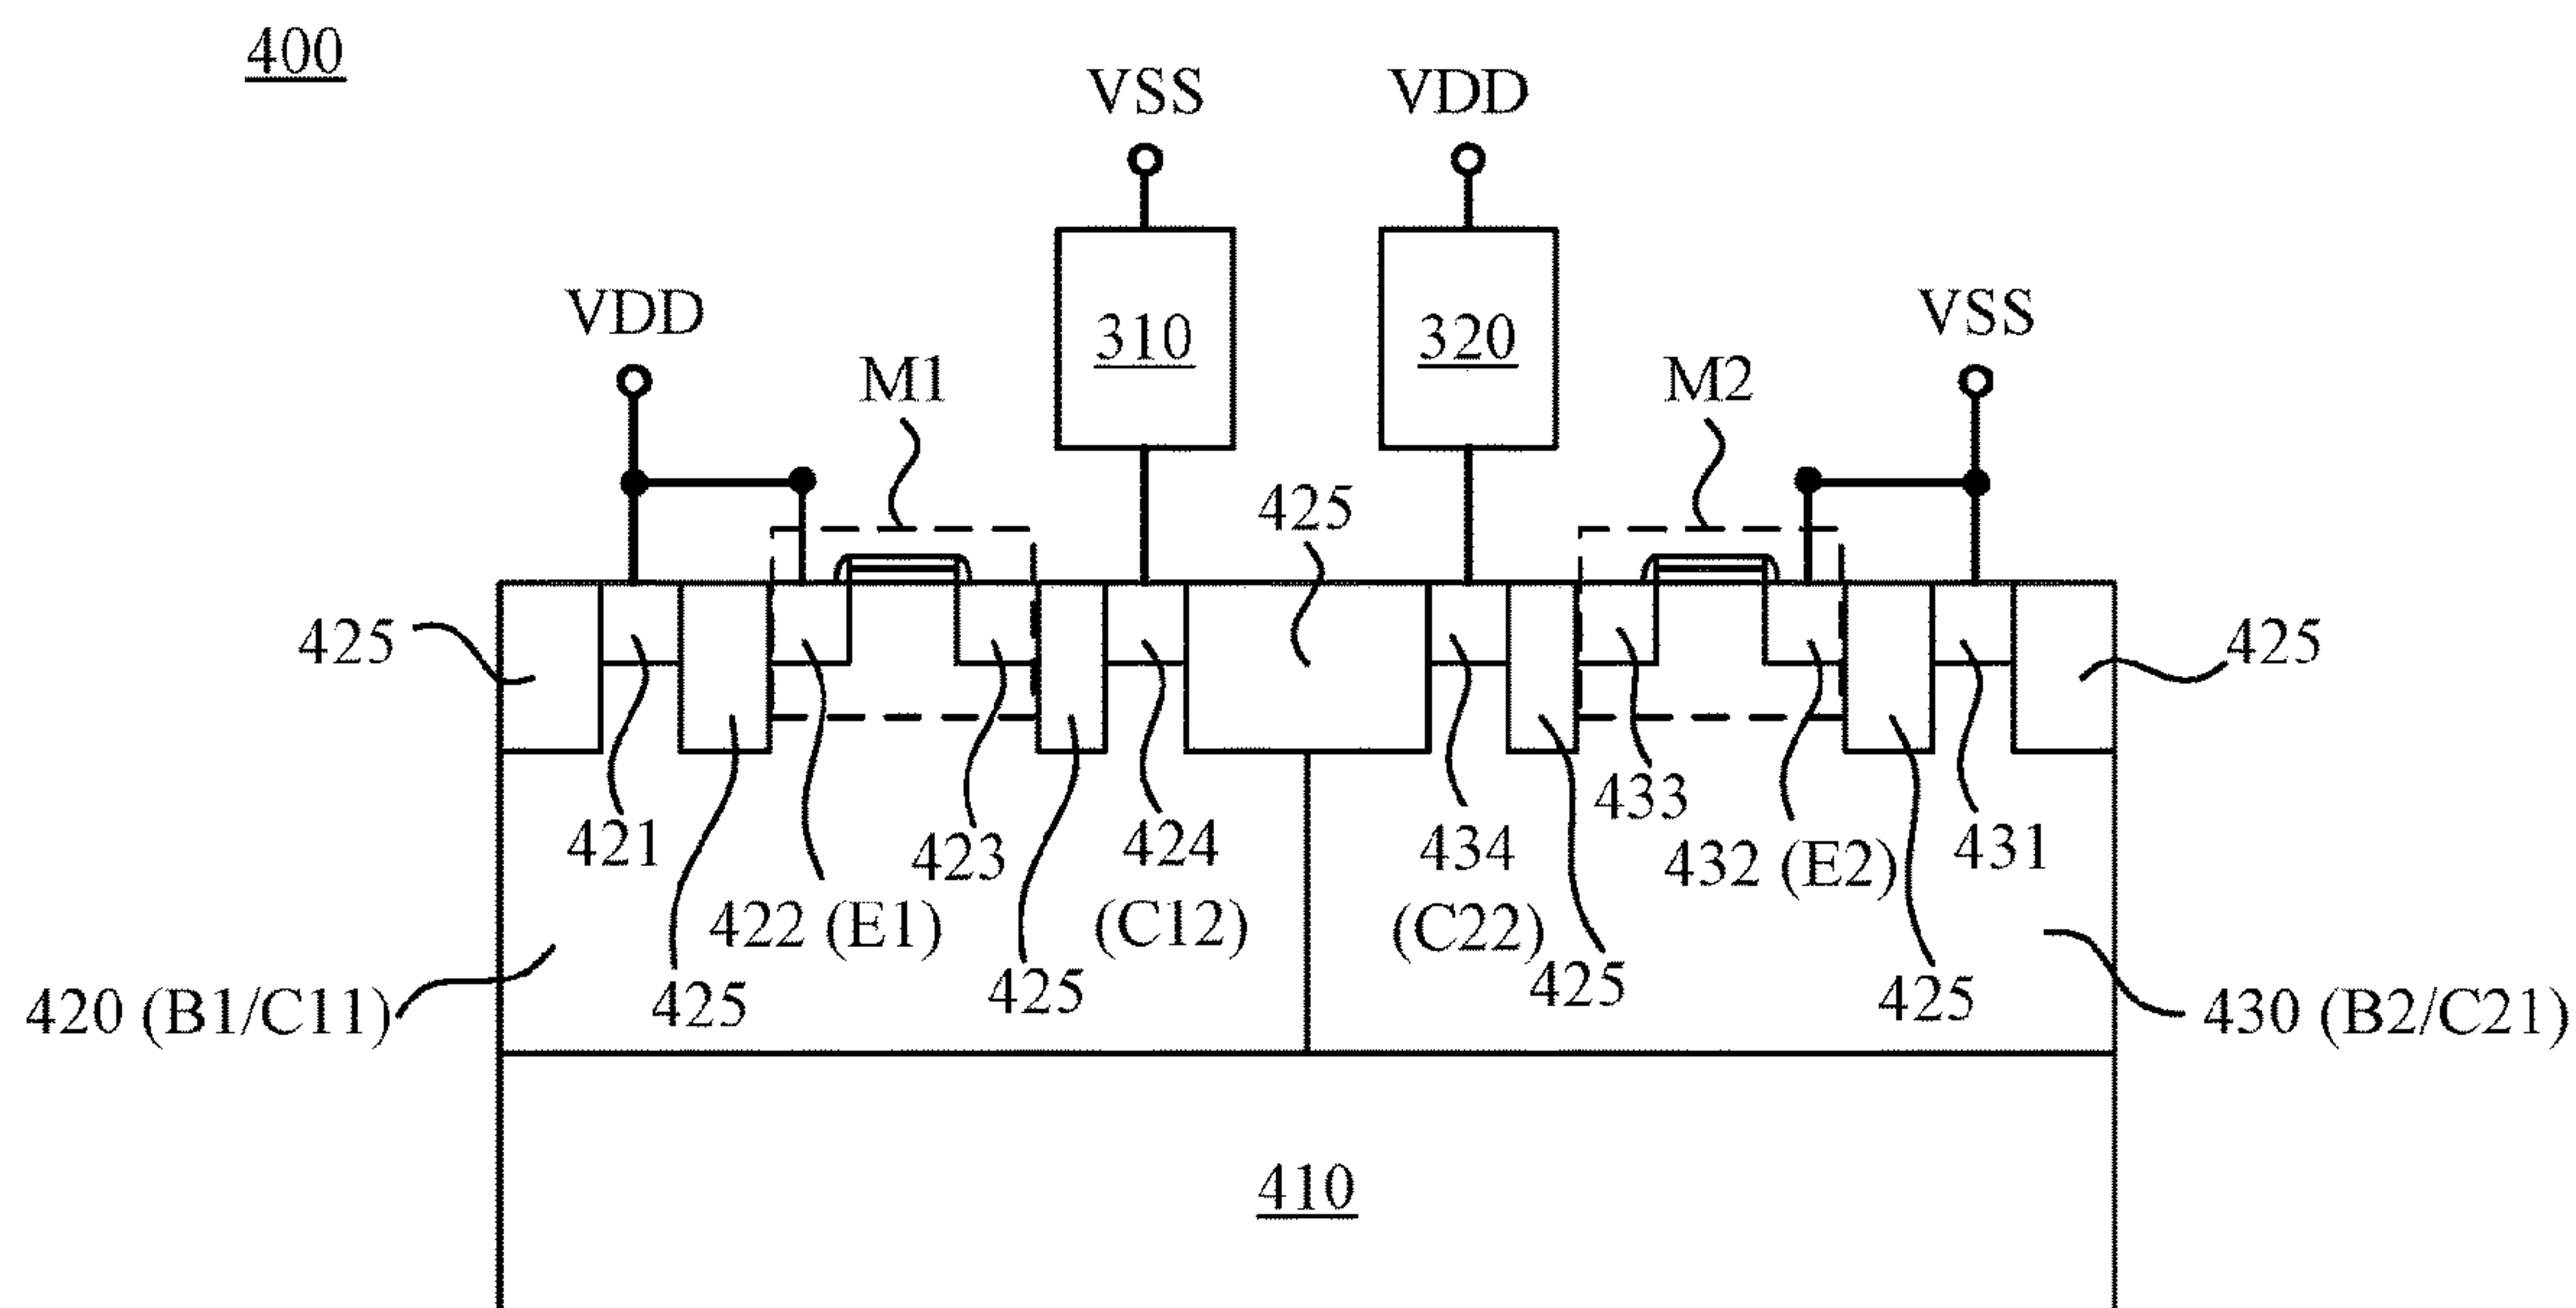 400
VSS VDD
VDD 310 320 VSS
M1 M2
425
425 425
421 423 424 434 433 432 (E2) 431
422 (E1) (C12) (C22)
420 (B1/C11) 425 425 425 425 430 (B2/C21)
410